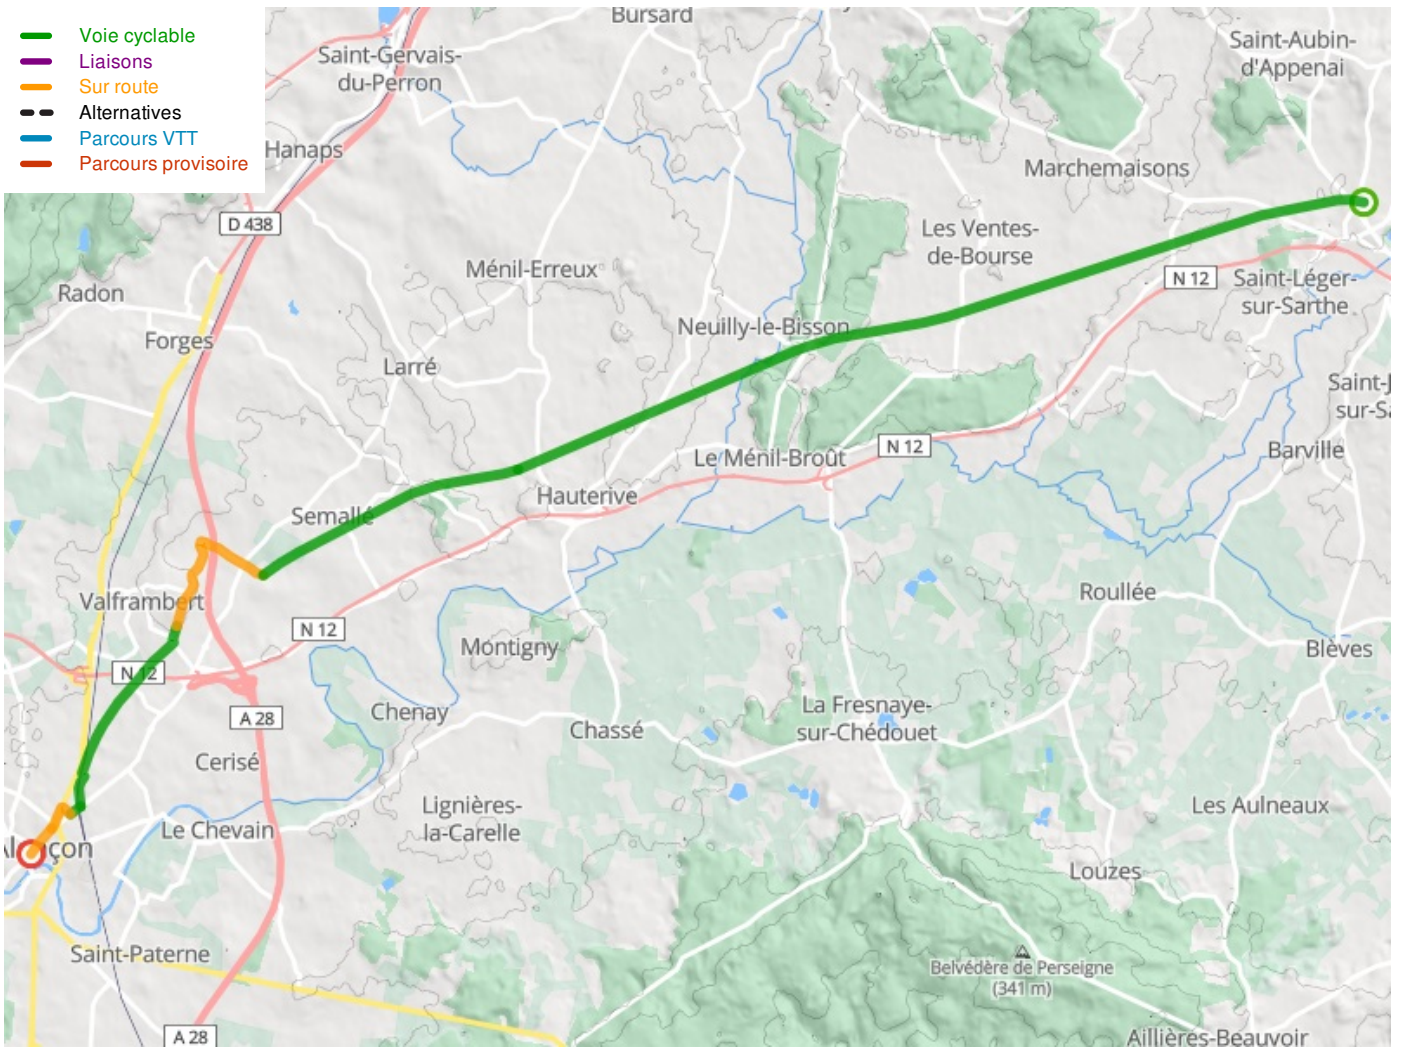 Voie cyclable
Liaisons
Sur route
Alternatives
Parcours VTT
Parcours provisoire
Bursard
Saint-Gervais-
du-Perron
Saint-Aubin-
d'Appenai
Hanaps
Marchemaisons
D 438
Les Ventes-
de-Bourse
Ménil-Erreux
N 12
Saint-Léger-
sur-Sarthe
Radon
Forges
Neuilly-le-Bisson
Larré
Saint-J
sur-Sa
N 12
Le Ménil-Broût
Barville
Hauterive
Semallé
Valframbert
Roullée
N 12
Montigny
Blèves
N 12
A 28
Chenay
Chassé
La Fresnaye-
sur-Chédouet
Cerisé
Lignières-
la-Carelle
Les Aulneaux
Le Chevain
Alençon
Louzes
Saint-Paterne
Belvédère de Perseigne
(341 m)
A 28
Aillières-Beauvoir